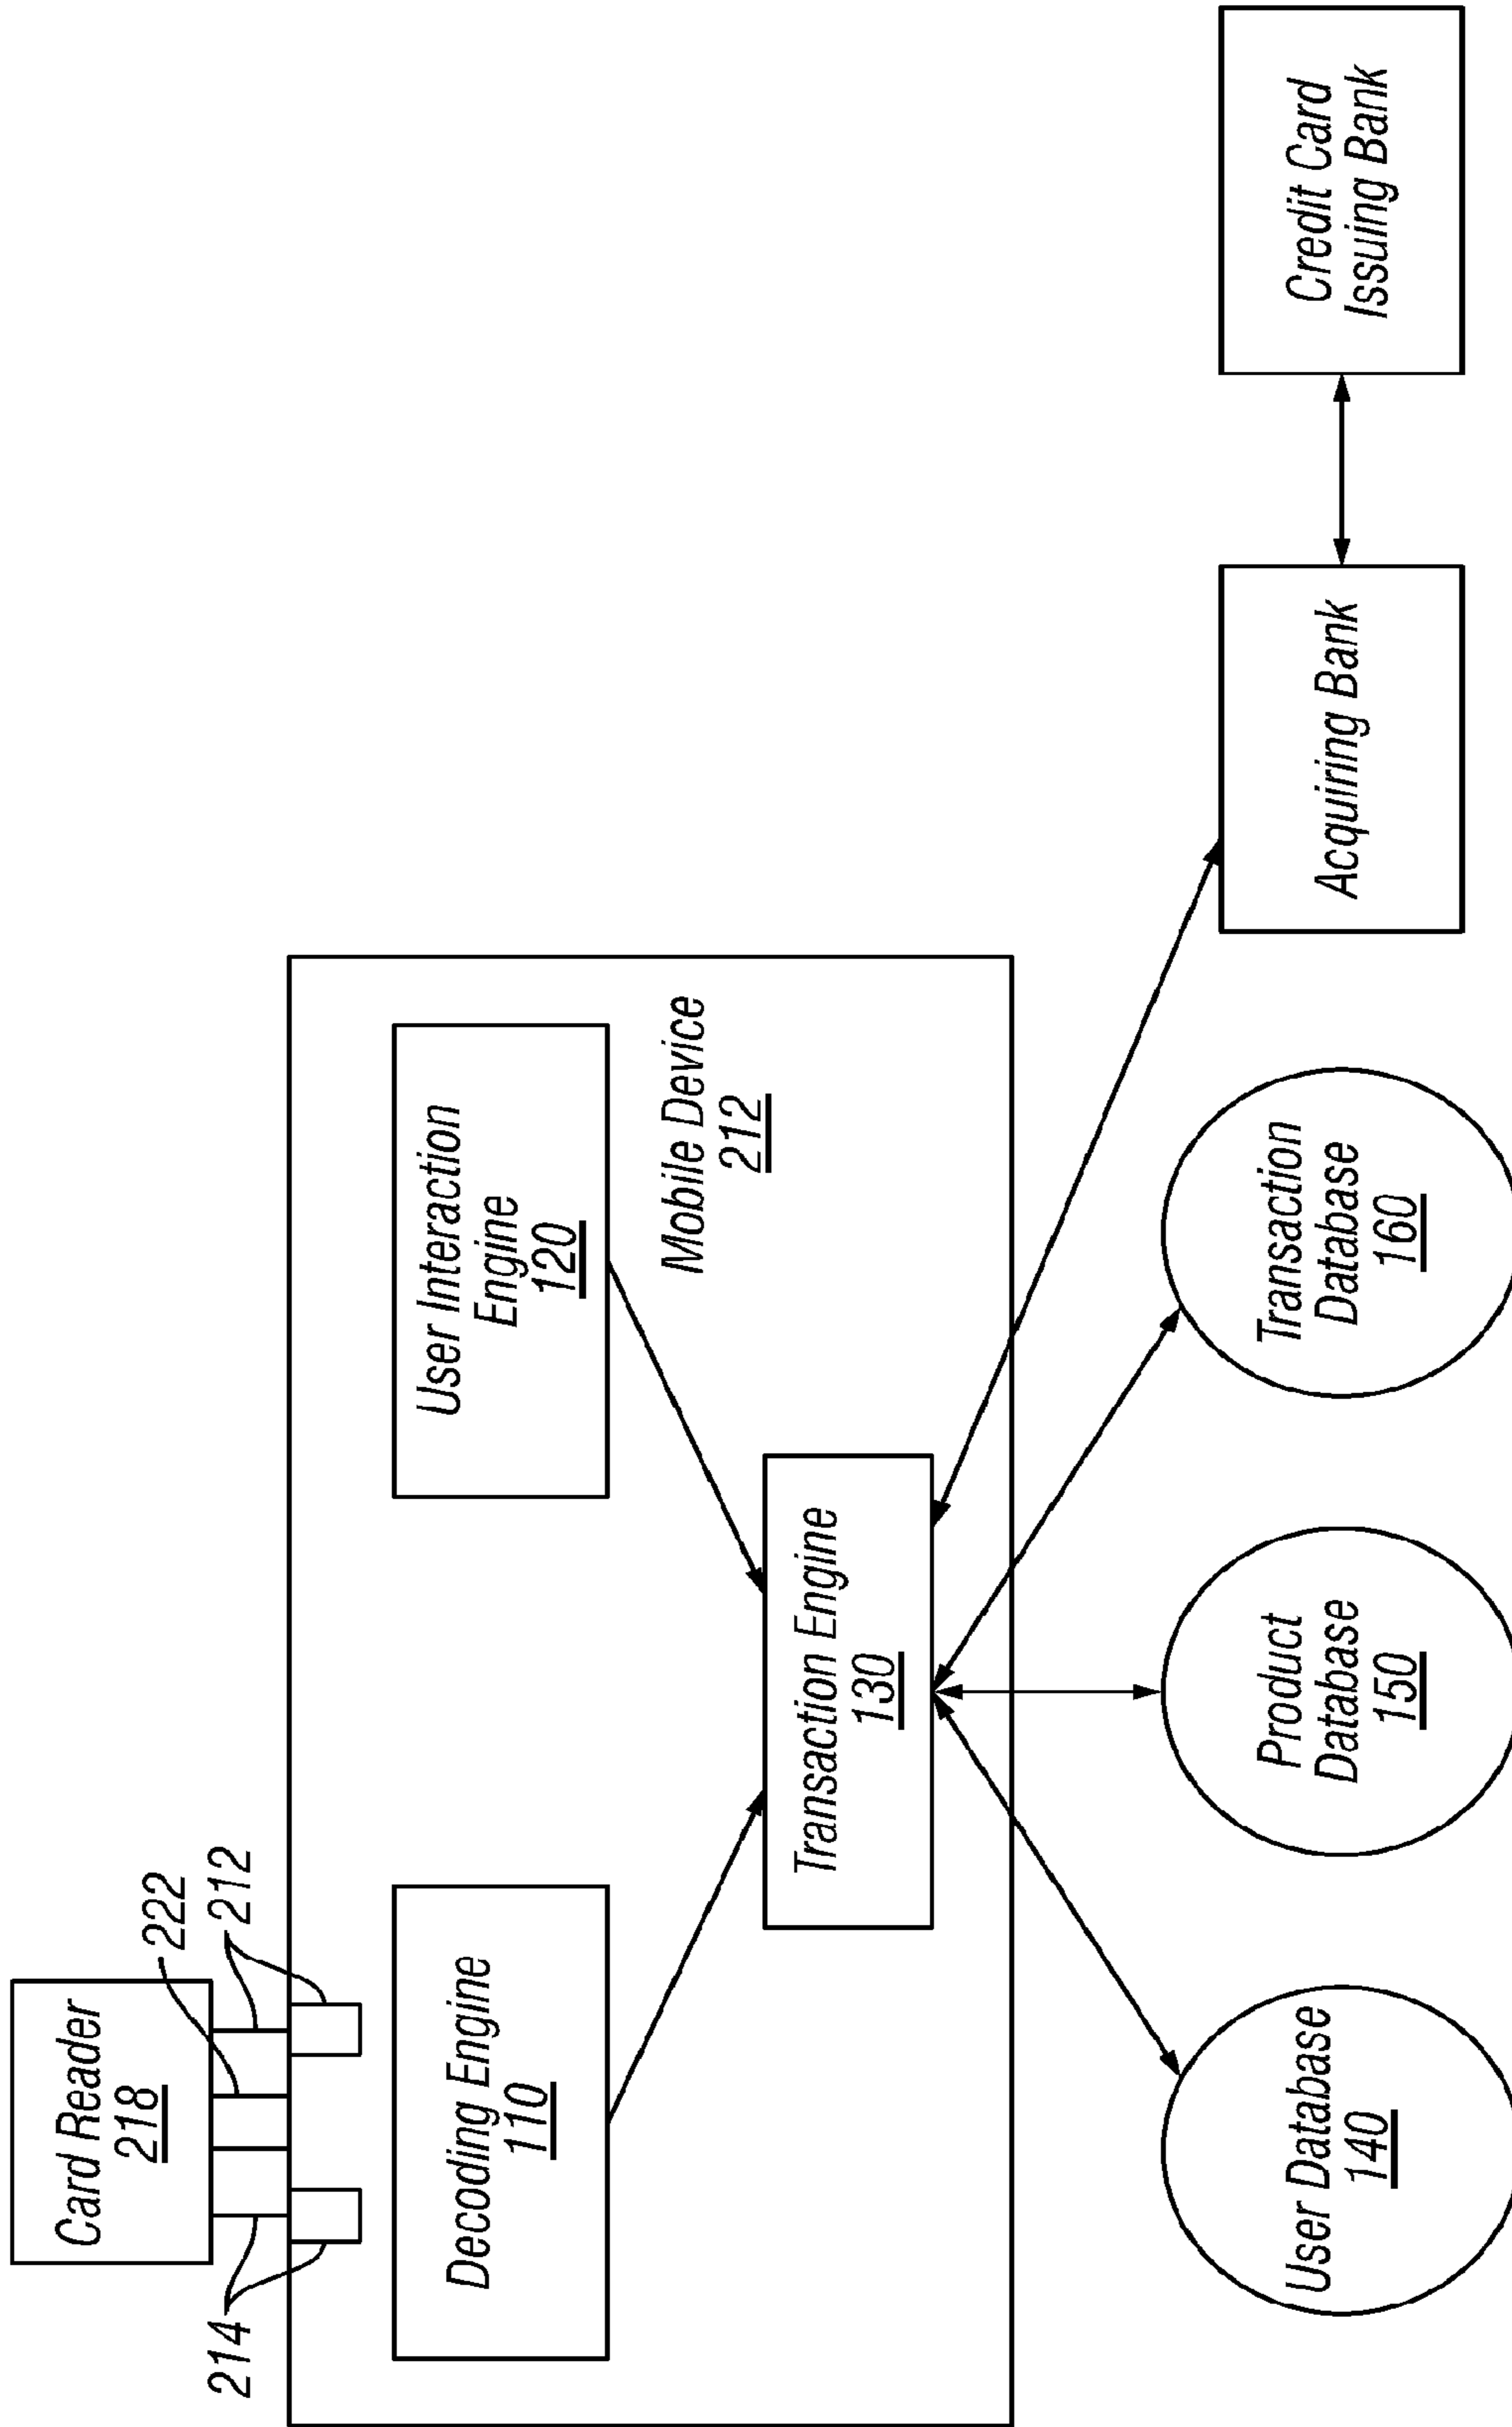 Card Reader
218
222
212
214
Decoding Engine
110
User Interaction
Engine
120
Mobile Device
212
Transaction Engine
130
User Database
140
Product
Database
150
Transaction
Database
160
Acquiring Bank
Credit Card
Issuing Bank